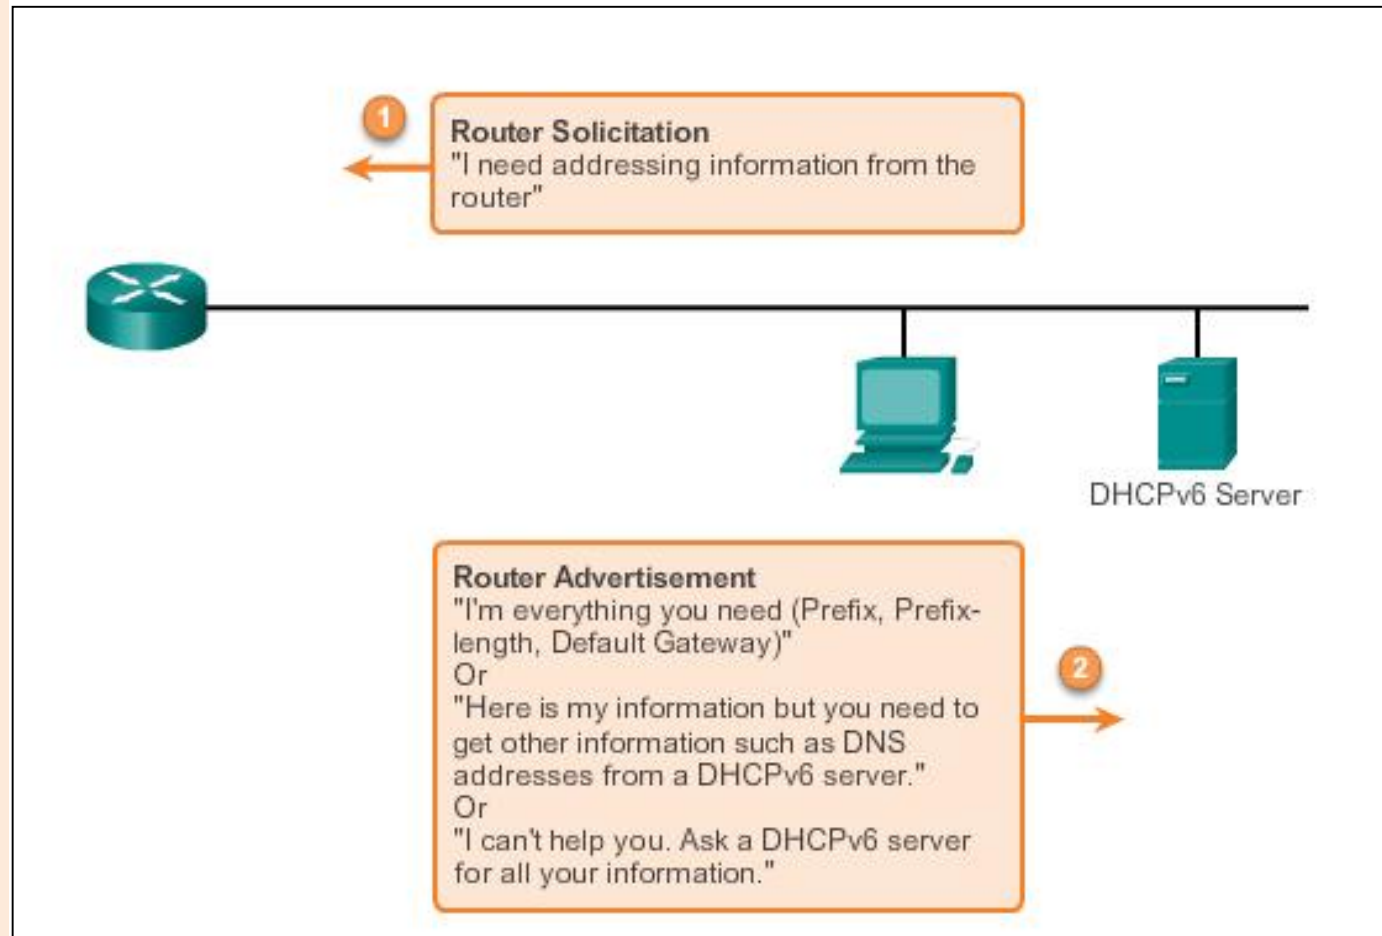 1
Router Solicitation
"I need addressing information from the
router"
DHCPv6 Server
Router Advertisement
"I'm everything you need (Prefix, Prefix-
length, Default Gateway)"
Or
"Here is my information but you need to
get other information such as DNS
addresses from a DHCPv6 server."
Or
"I can't help you. Ask a DHCPv6 server
for all your information."
2